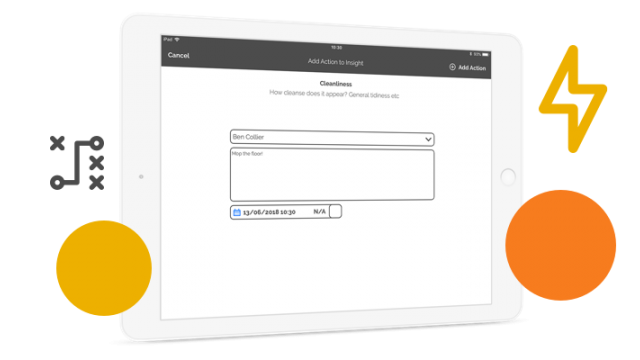 iPad
10:30
Cancel
Add Action to Insight
Add Action
Cleanliness
How cleanse does it appear? General tidiness etc.
Ben Collier
Mop the floor!
13/06/2018 10:30 N/A